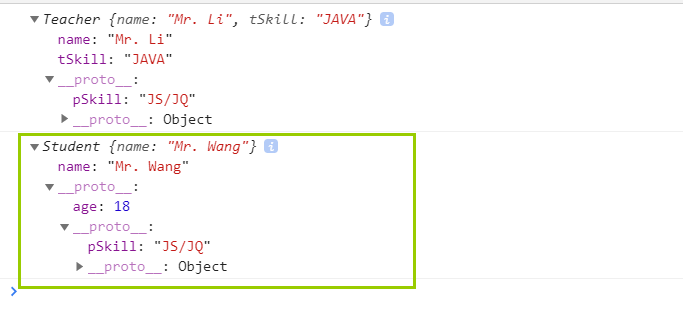 Teacher {name: "Mr. Li", tSkill: "JAVA"} i
name: "Mr. Li"
tSkill: "JAVA"
__proto__:
pSkill: "JS/JQ"
__proto__: Object
Student {name: "Mr. Wang"} i
name: "Mr. Wang"
__proto__:
age: 18
__proto__:
pSkill: "JS/JQ"
__proto__: Object